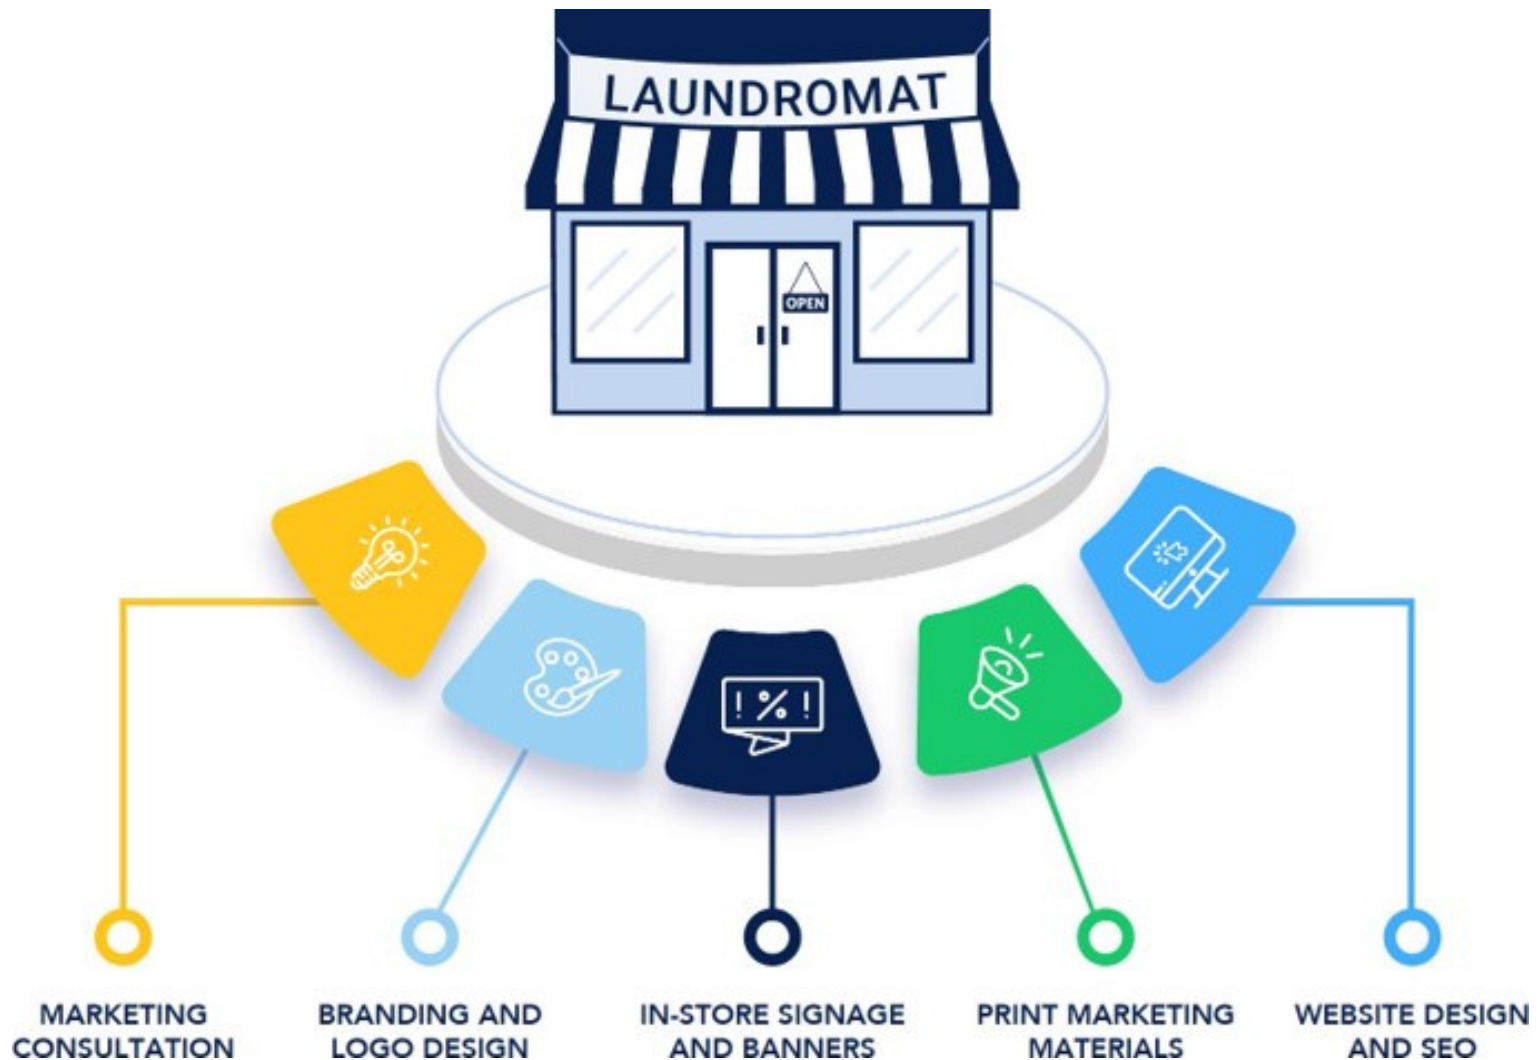 LAUNDROMAT
OPEN
! % !
MARKETING
CONSULTATION
BRANDING AND
LOGO DESIGN
IN-STORE SIGNAGE
AND BANNERS
PRINT MARKETING
MATERIALS
WEBSITE DESIGN
AND SEO